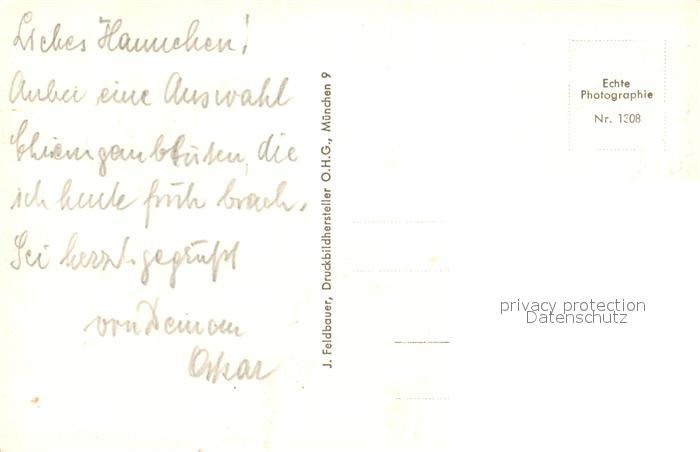 Liebes Hannchen!
Anbei eine Auswahl
Chiemgaublüten, die
ich heute früh brach.
Sei herzl. gegrüßt
von Deinem
Oskar
J. Feldbauer, Druckbildhersteller O.H.G., München 9
Echte
Photographie
Nr. 1308
privacy protection
Datenschutz